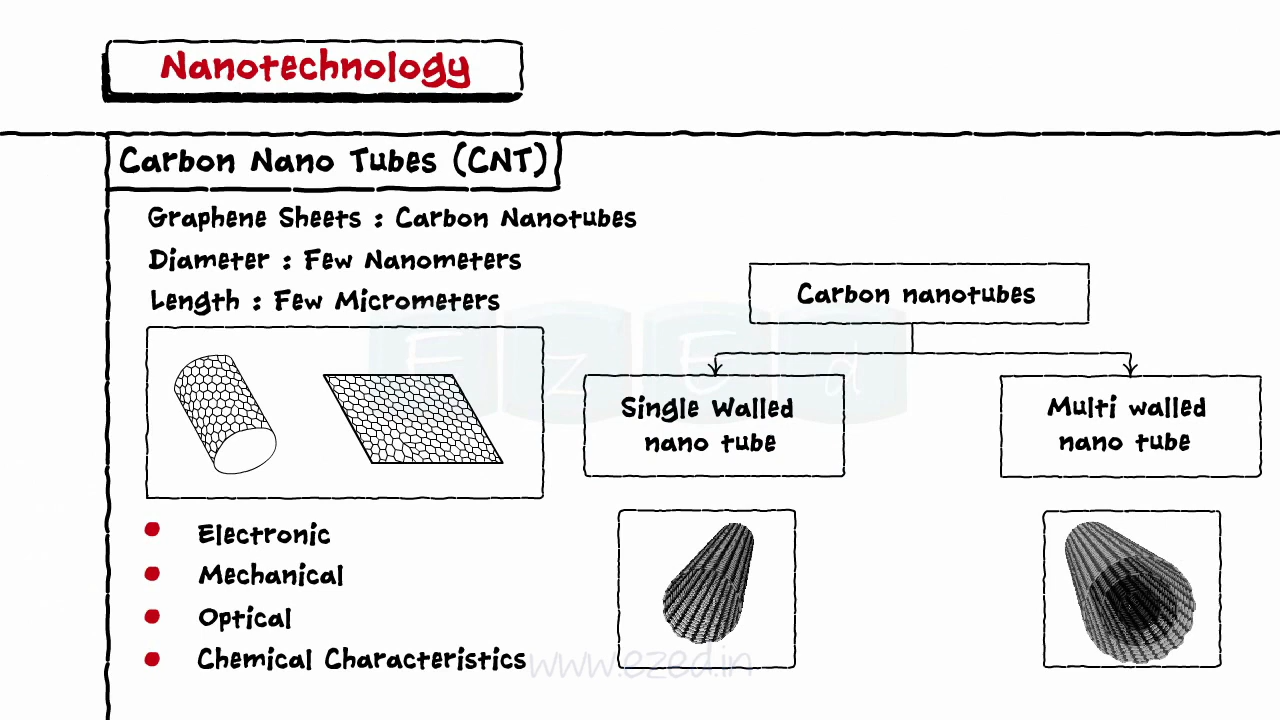 Nanotechnology
Carbon Nano Tubes (CNT)
Graphene Sheets : Carbon Nanotubes
Diameter : Few Nanometers
Length : Few Micrometers
EzEd
Carbon nanotubes
Single Walled
nano tube
Multi walled
nano tube
Electronic
Mechanical
Optical
Chemical Characteristics
www.ezed.in